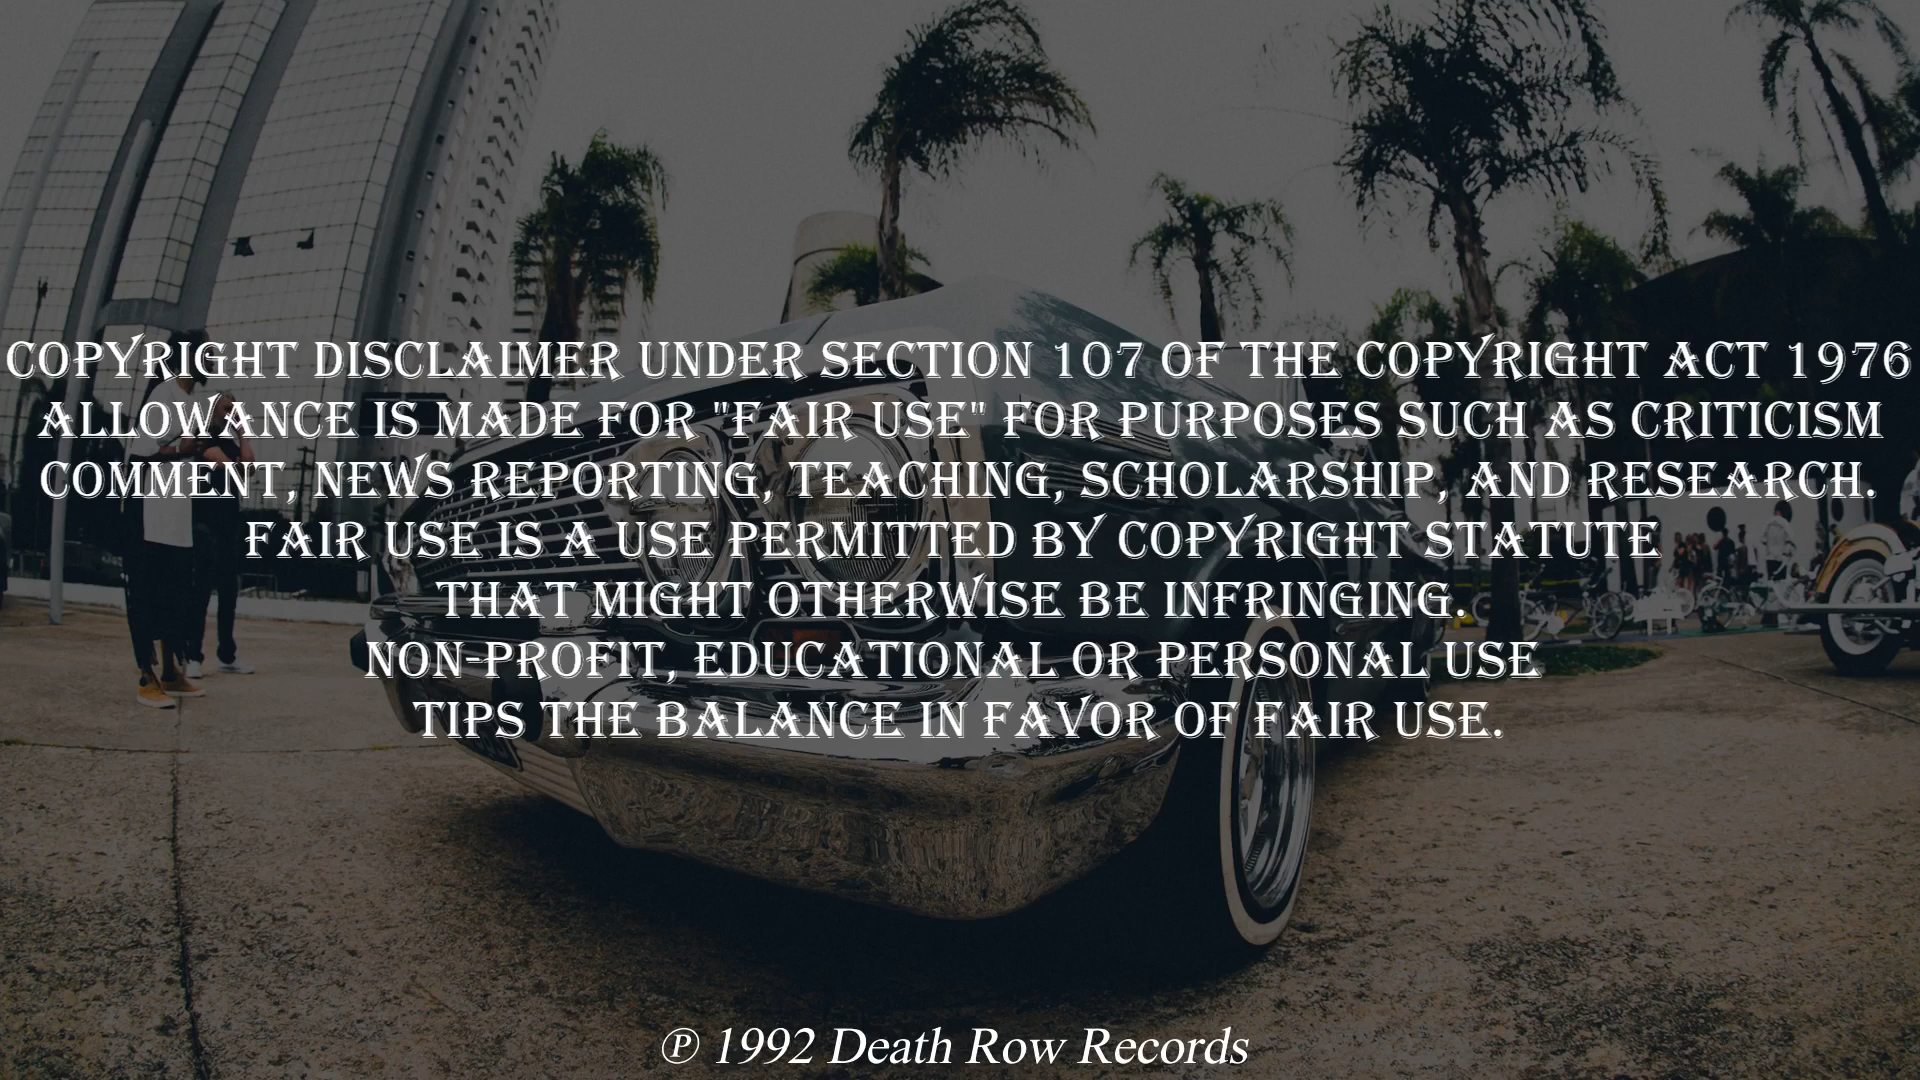 COPYRIGHT DISCLAIMER UNDER SECTION 107 OF THE COPYRIGHT ACT 1976
ALLOWANCE IS MADE FOR "FAIR USE" FOR PURPOSES SUCH AS CRITICISM
COMMENT, NEWS REPORTING, TEACHING, SCHOLARSHIP, AND RESEARCH.
FAIR USE IS A USE PERMITTED BY COPYRIGHT STATUTE
THAT MIGHT OTHERWISE BE INFRINGING.
NON-PROFIT, EDUCATIONAL OR PERSONAL USE
TIPS THE BALANCE IN FAVOR OF FAIR USE.
℗ 1992 Death Row Records